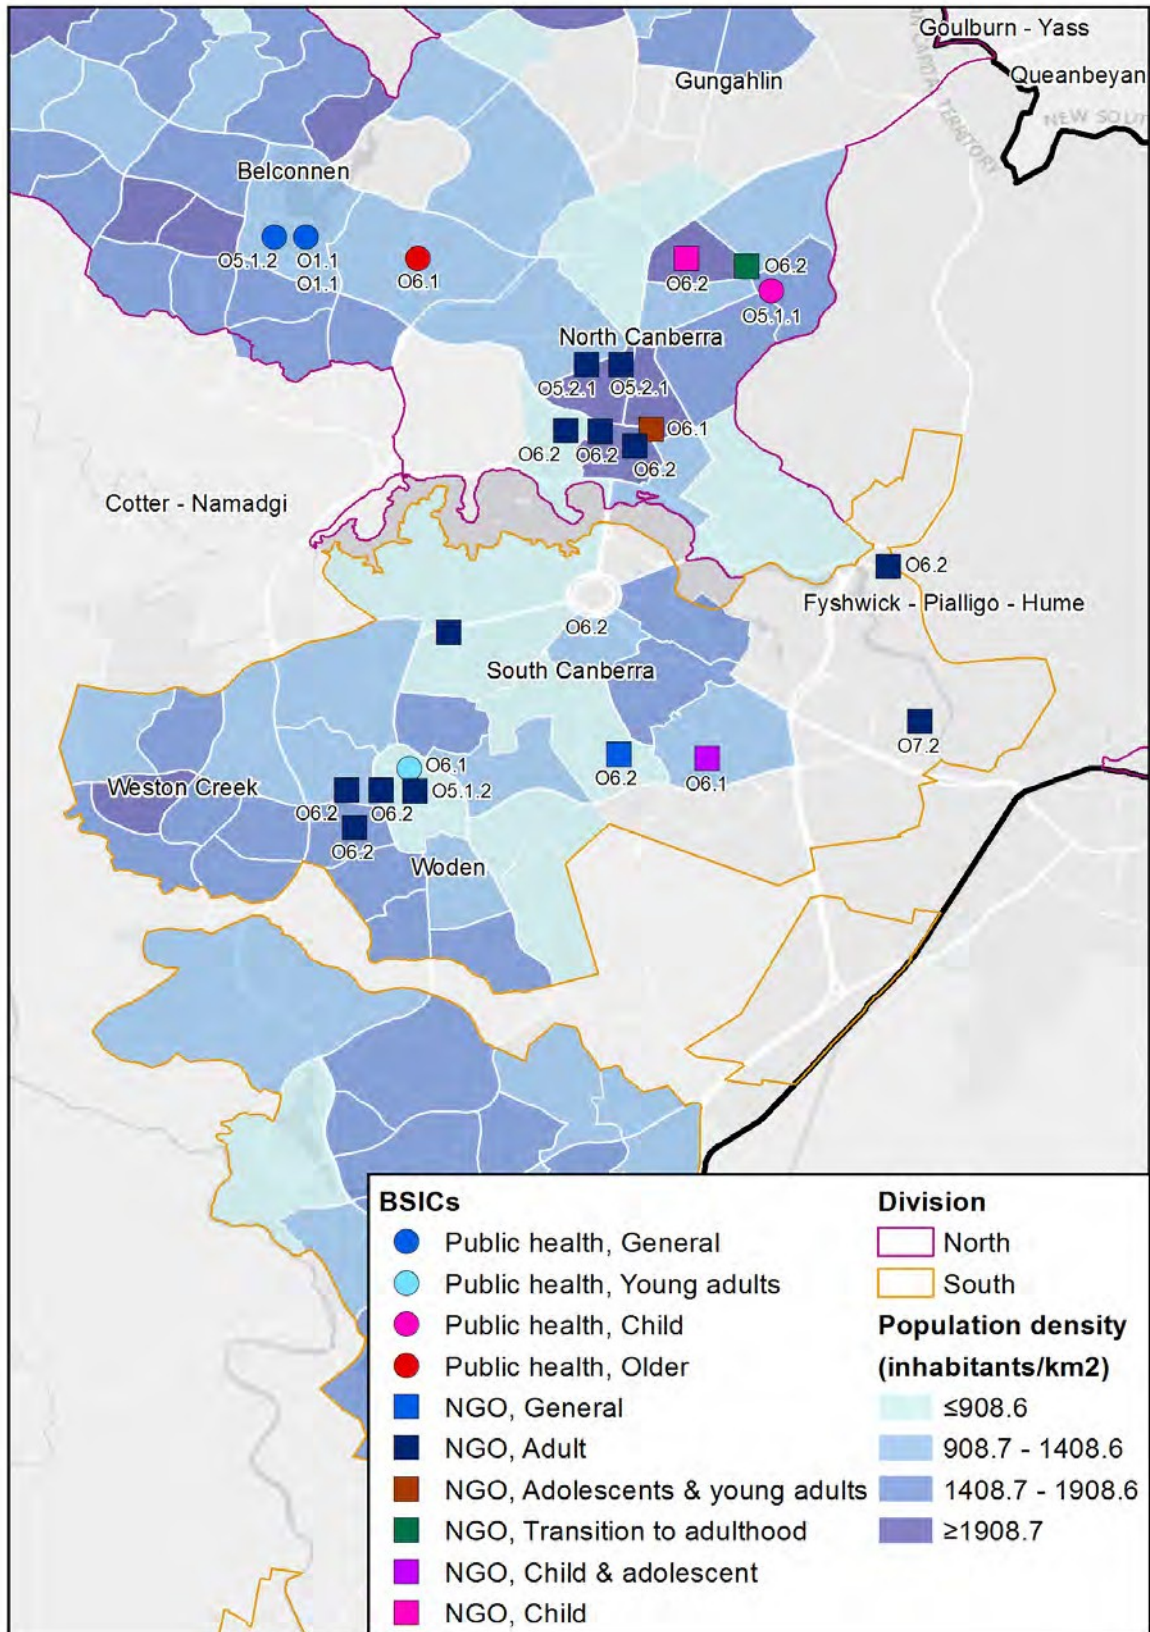 Goulburn - Yass
Gungahlin
Queanbeyan
TERRITORY
NEW SOUT
Belconnen
O5.1.2
O1.1
O1.1
O6.1
O6.2
O6.2
O5.1.1
North Canberra
O5.2.1
O5.2.1
O6.1
O6.2
O6.2
O6.2
Cotter - Namadgi
O6.2
Fyshwick - Pialligo - Hume
O6.2
South Canberra
O7.2
O6.2
O6.1
O6.1
O5.1.2
Weston Creek
O6.2
O6.2
O6.2
Woden
BSICs
Public health, General
Public health, Young adults
Public health, Child
Public health, Older
NGO, General
NGO, Adult
NGO, Adolescents & young adults
NGO, Transition to adulthood
NGO, Child & adolescent
NGO, Child
Division
North
South
Population density
(inhabitants/km2)
≤908.6
908.7 - 1408.6
1408.7 - 1908.6
≥1908.7